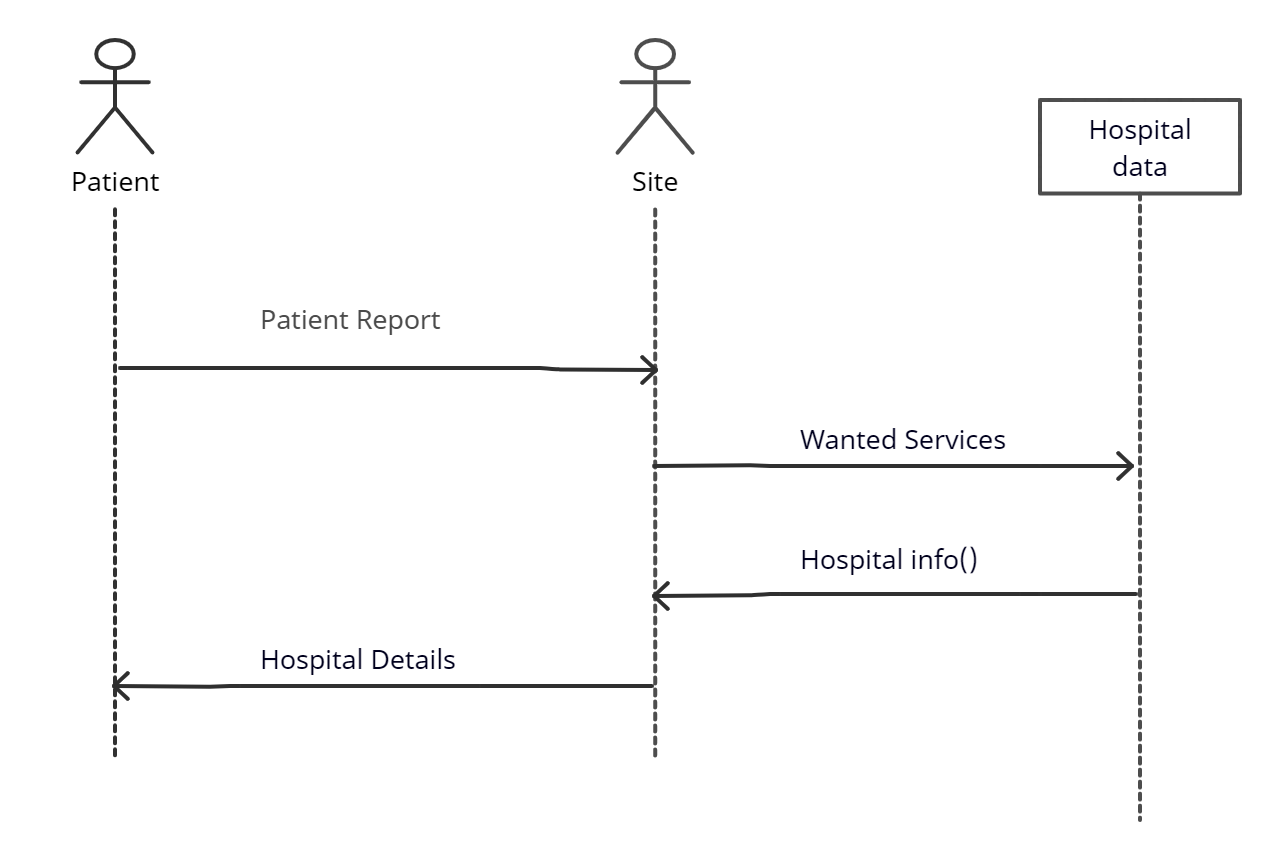 Patient
Site
Hospital
data
Patient Report
Wanted Services
Hospital info()
Hospital Details